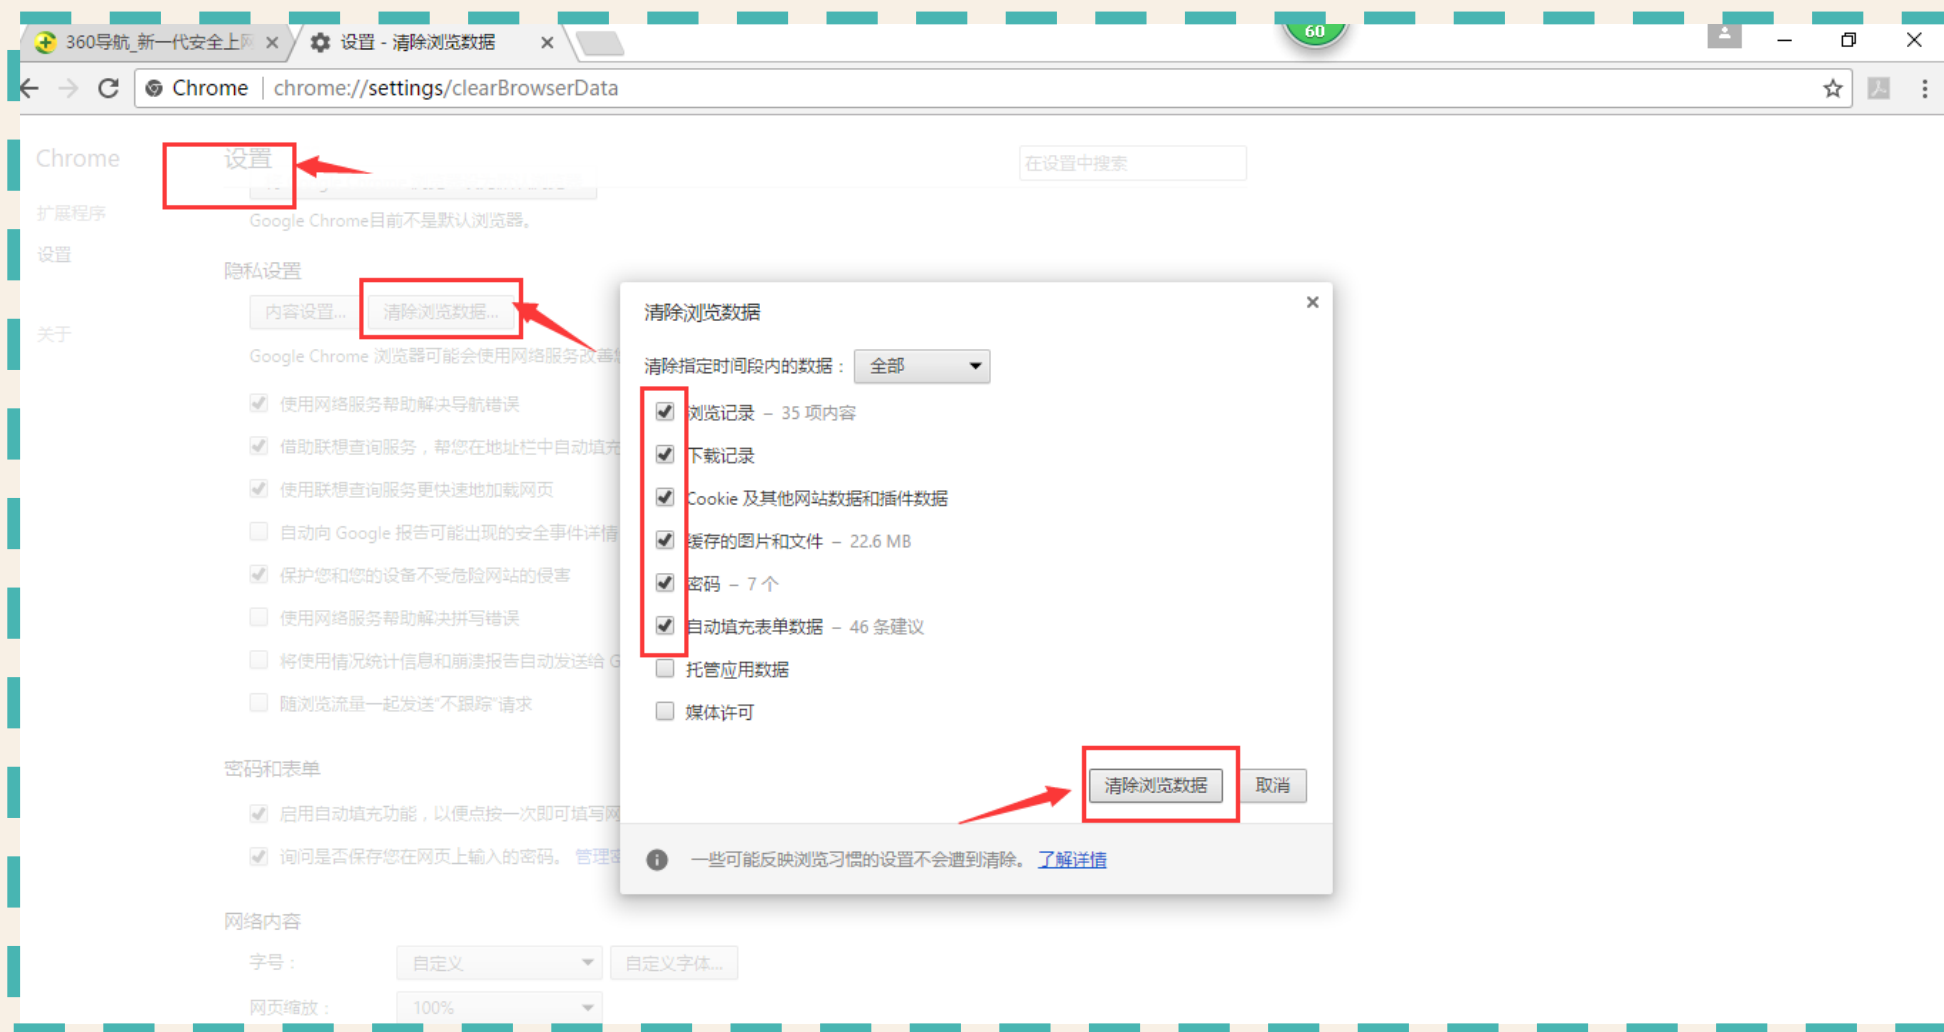 360导航_新一代安全上网
设置 - 清除浏览数据
60
Chrome
chrome://settings/clearBrowserData
Chrome
设置
在设置中搜索
扩展程序
Google Chrome目前不是默认浏览器。
设置
隐私设置
内容设置...
清除浏览数据...
关于
Google Chrome 浏览器可能会使用网络服务改善
使用网络服务帮助解决导航错误
借助联想查询服务，帮您在地址栏中自动填充
使用联想查询服务更快速地加载网页
自动向 Google 报告可能出现的安全事件详情
保护您和您的设备不受危险网站的侵害
使用网络服务帮助解决拼写错误
将使用情况统计信息和崩溃报告自动发送给 G
随浏览流量一起发送“不跟踪”请求
密码和表单
启用自动填充功能，以便点按一次即可填写网
询问是否保存您在网页上输入的密码。 管理
网络内容
字号：
自定义
自定义字体...
网页缩放：
100%
清除浏览数据
清除指定时间段内的数据：
全部
浏览记录 – 35 项内容
下载记录
Cookie 及其他网站数据和插件数据
缓存的图片和文件 – 22.6 MB
密码 – 7 个
自动填充表单数据 – 46 条建议
托管应用数据
媒体许可
清除浏览数据
取消
一些可能反映浏览习惯的设置不会遭到清除。 了解详情